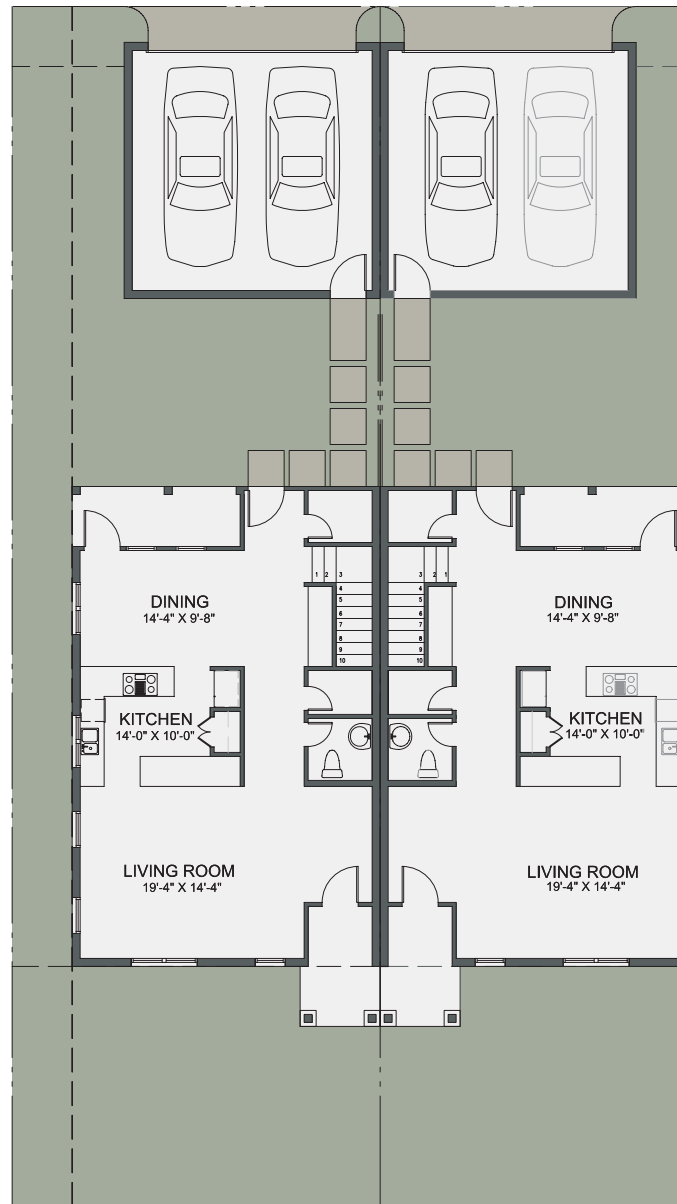 1 2 3
4
5
6
7
8
9
10
3 2 1
4
5
6
7
8
9
10
DINING
14'-4" X 9'-8"
DINING
14'-4" X 9'-8"
KITCHEN
14'-0" X 10'-0"
KITCHEN
14'-0" X 10'-0"
LIVING ROOM
19'-4" X 14'-4"
LIVING ROOM
19'-4" X 14'-4"